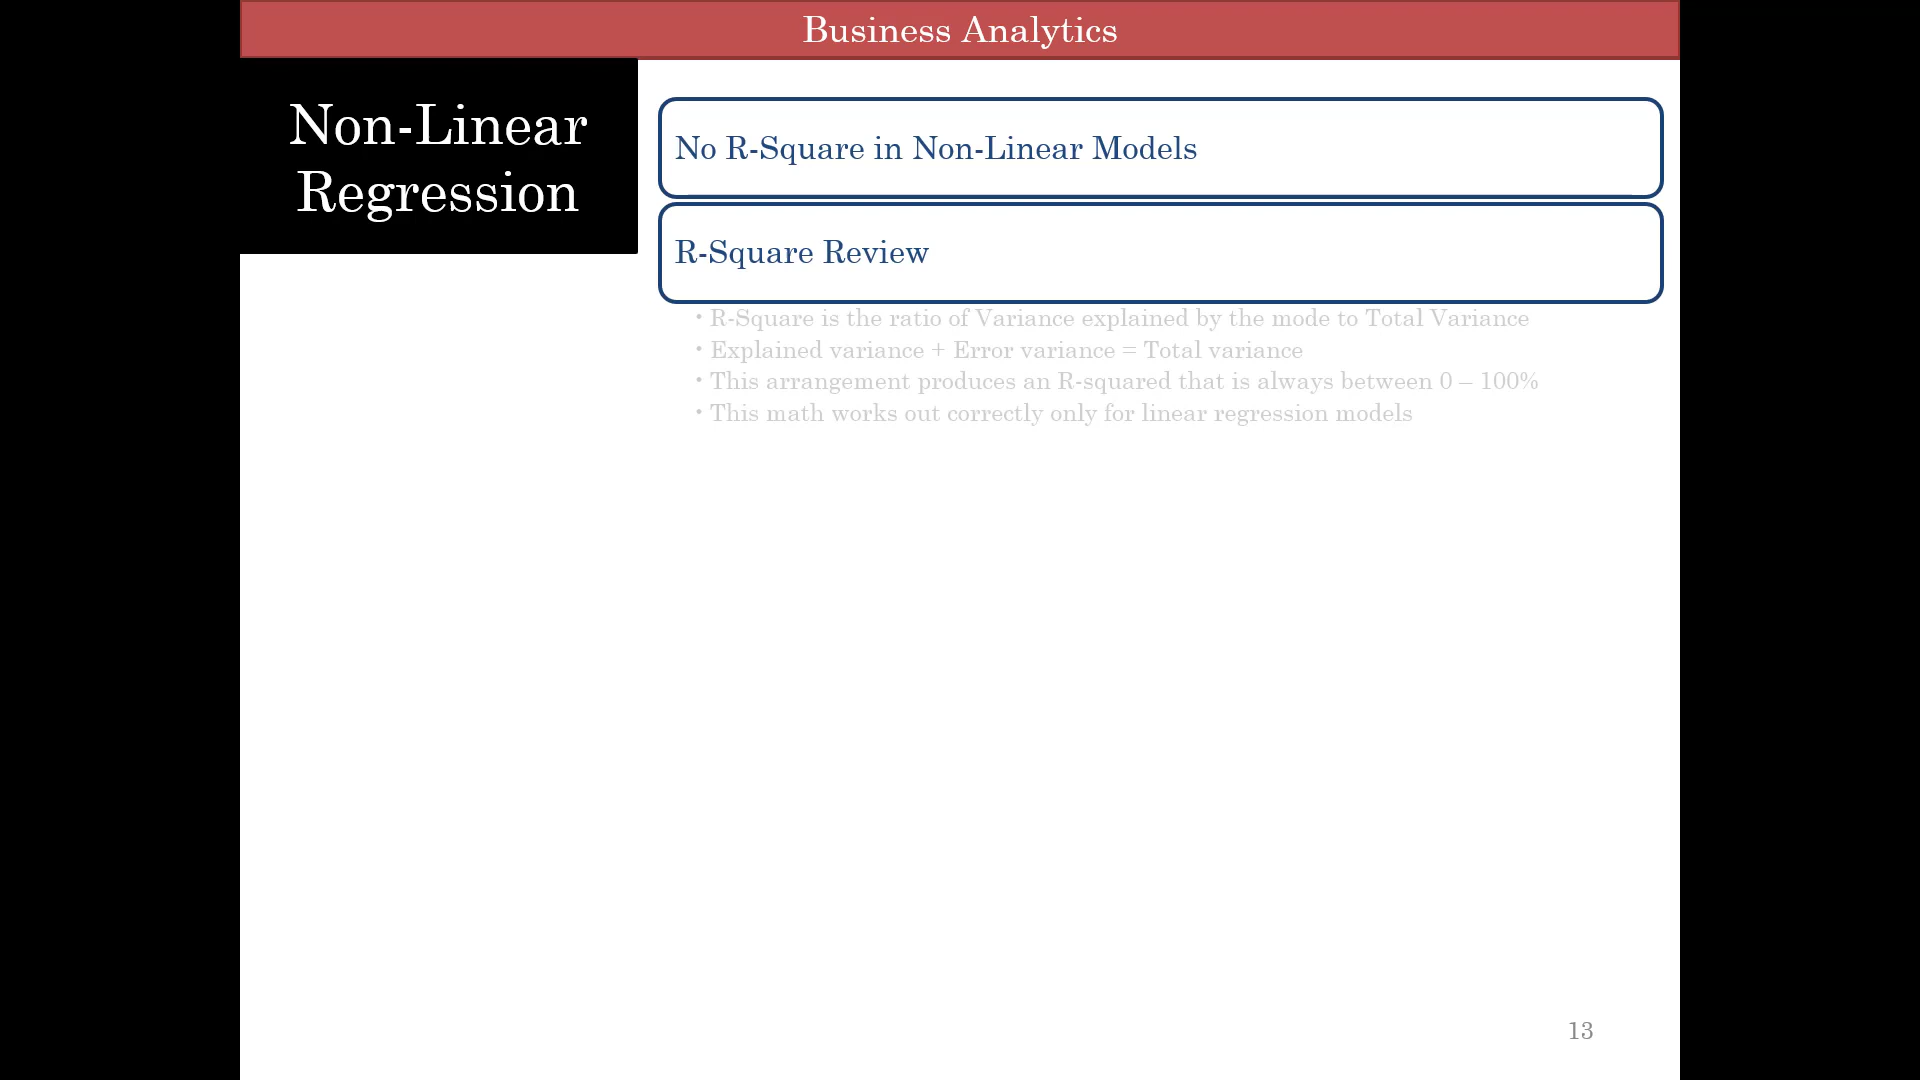 Business Analytics
Non-Linear
Regression
No R-Square in Non-Linear Models
R-Square Review
• R-Square is the ratio of Variance explained by the mode to Total Variance
• Explained variance + Error variance = Total variance
• This arrangement produces an R-squared that is always between 0 – 100%
• This math works out correctly only for linear regression models
13